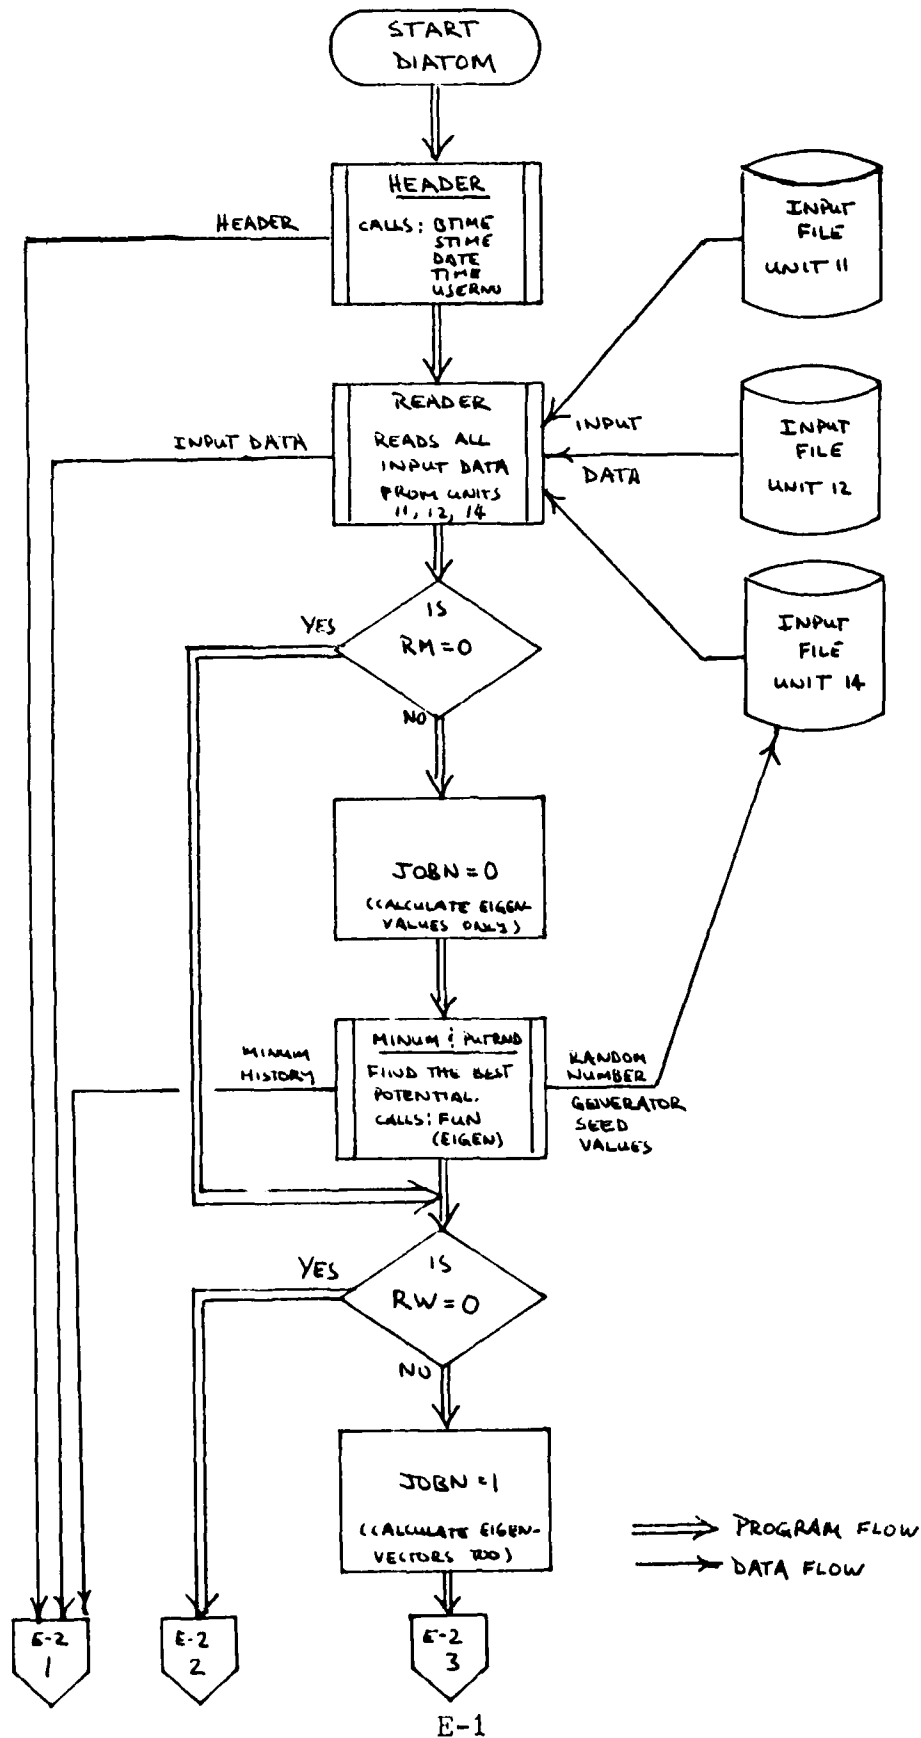 START
DIATOM
HEADER
CALLS: BTIME
STIME
DATE
TIME
USERNU
HEADER
INPUT
FILE
UNIT 11
READER
READS ALL
INPUT DATA
FROM UNITS
11, 12, 14
INPUT DATA
INPUT
DATA
INPUT
FILE
UNIT 12
IS
RM=0
YES
NO
INPUT
FILE
UNIT 14
JOBN=0
(CALCULATE EIGEN-
VALUES ONLY)
MINUM & PUTRND
FIND THE BEST
POTENTIAL.
CALLS: FUN
(EIGEN)
MINUM
HISTORY
RANDOM
NUMBER
GENERATOR
SEED
VALUES
IS
RW=0
YES
NO
JOBN=1
(CALCULATE EIGEN-
VECTORS TOO)
PROGRAM FLOW
DATA FLOW
E-2
1
E-2
2
E-2
3
E-1